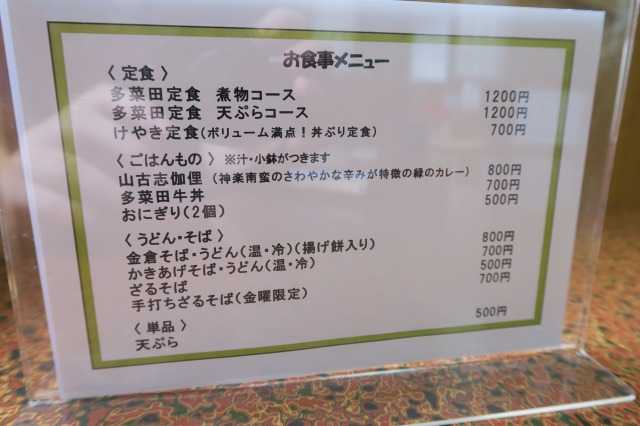 お食事メニュー
〈 定食 〉
多菜田定食 煮物コース 1200円
多菜田定食 天ぷらコース 1200円
けやき定食(ボリューム満点!丼ぶり定食) 700円
〈 ごはんもの 〉 ※汁・小鉢がつきます
山古志伽俚 (神楽南蛮のさわやかな辛みが特徴の緑のカレー) 800円
多菜田牛丼 700円
おにぎり(2個) 500円
〈 うどん・そば 〉
金倉そば・うどん(温・冷)(揚げ餅入り) 800円
かきあげそば・うどん(温・冷) 700円
ざるそば 500円
手打ちざるそば(金曜限定) 700円
〈 単品 〉
天ぷら 500円